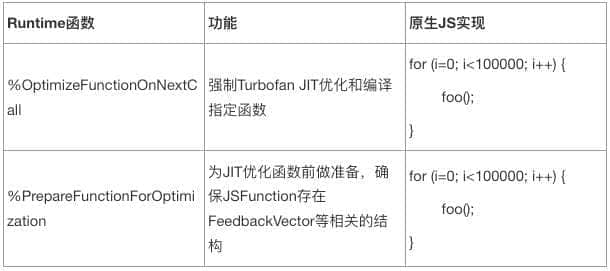 Runtime函数
功能
原生JS实现
%OptimizeFunctionOnNextC
all
强制Turbofan JIT优化和编译
指定函数
for (i=0; i<100000; i++) {
foo();
}
%PrepareFunctionForOptimi
zation
为JIT优化函数前做准备，确
保JSFunction存在
FeedbackVector等相关的结
构
for (i=0; i<100000; i++) {
foo();
}